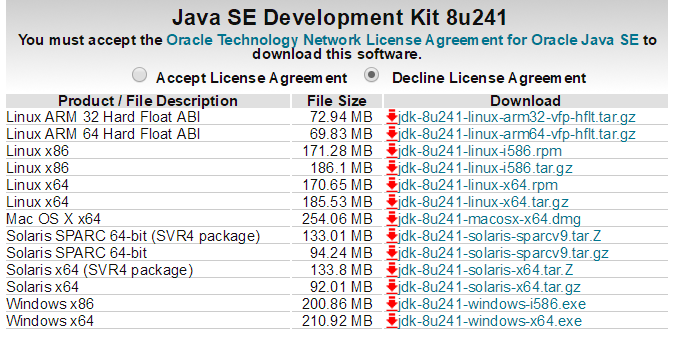 Java SE Development Kit 8u241
You must accept the Oracle Technology Network License Agreement for Oracle Java SE to
download this software.
Accept License Agreement Decline License Agreement
Product / File Description File Size Download
Linux ARM 32 Hard Float ABI 72.94 MB jdk-8u241-linux-arm32-vfp-hflt.tar.gz
Linux ARM 64 Hard Float ABI 69.83 MB jdk-8u241-linux-arm64-vfp-hflt.tar.gz
Linux x86 171.28 MB jdk-8u241-linux-i586.rpm
Linux x86 186.1 MB jdk-8u241-linux-i586.tar.gz
Linux x64 170.65 MB jdk-8u241-linux-x64.rpm
Linux x64 185.53 MB jdk-8u241-linux-x64.tar.gz
Mac OS X x64 254.06 MB jdk-8u241-macosx-x64.dmg
Solaris SPARC 64-bit (SVR4 package) 133.01 MB jdk-8u241-solaris-sparcv9.tar.Z
Solaris SPARC 64-bit 94.24 MB jdk-8u241-solaris-sparcv9.tar.gz
Solaris x64 (SVR4 package) 133.8 MB jdk-8u241-solaris-x64.tar.Z
Solaris x64 92.01 MB jdk-8u241-solaris-x64.tar.gz
Windows x86 200.86 MB jdk-8u241-windows-i586.exe
Windows x64 210.92 MB jdk-8u241-windows-x64.exe